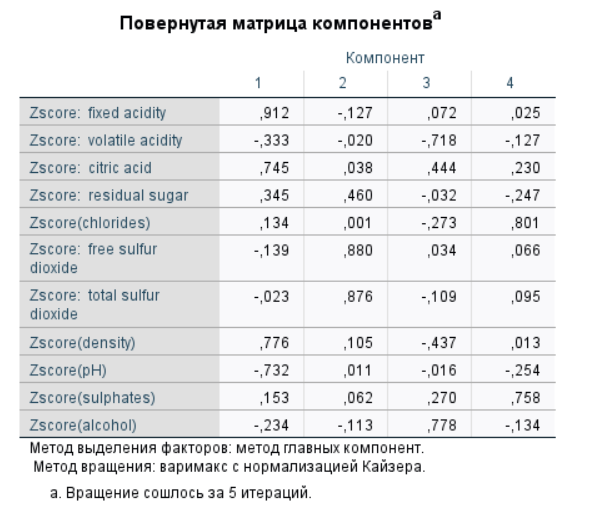 Повернутая матрица компонентовa
Компонент
1 2 3 4
Zscore: fixed acidity ,912 -,127 ,072 ,025
Zscore: volatile acidity -,333 -,020 -,718 -,127
Zscore: citric acid ,745 ,038 ,444 ,230
Zscore: residual sugar ,345 ,460 -,032 -,247
Zscore(chlorides) ,134 ,001 -,273 ,801
Zscore: free sulfur
dioxide ,139 ,880 ,034 ,066
Zscore: total sulfur
dioxide -,023 ,876 -,109 ,095
Zscore(density) ,776 ,105 -,437 ,013
Zscore(pH) -,732 ,011 -,016 -,254
Zscore(sulphates) ,153 ,062 ,270 ,758
Zscore(alcohol) -,234 -,113 ,778 -,134
Метод выделения факторов: метод главных компонент.
Метод вращения: варимакс с нормализацией Кайзера.
a. Вращение сошлось за 5 итераций.